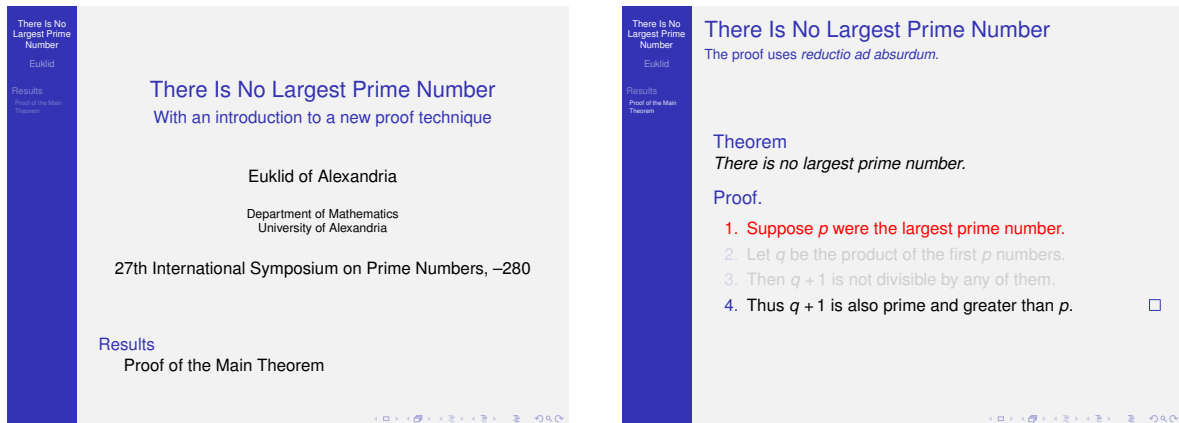 There Is No
Largest Prime
Number
Euklid
Results
Proof of the Main
Theorem
There Is No Largest Prime Number
With an introduction to a new proof technique
Euklid of Alexandria
Department of Mathematics
University of Alexandria
27th International Symposium on Prime Numbers, –280
Results
Proof of the Main Theorem
There Is No
Largest Prime
Number
Euklid
Results
Proof of the Main
Theorem
There Is No Largest Prime Number
The proof uses reductio ad absurdum.
Theorem
There is no largest prime number.
Proof.
1. Suppose p were the largest prime number.
2. Let q be the product of the first p numbers.
3. Then q + 1 is not divisible by any of them.
4. Thus q + 1 is also prime and greater than p.